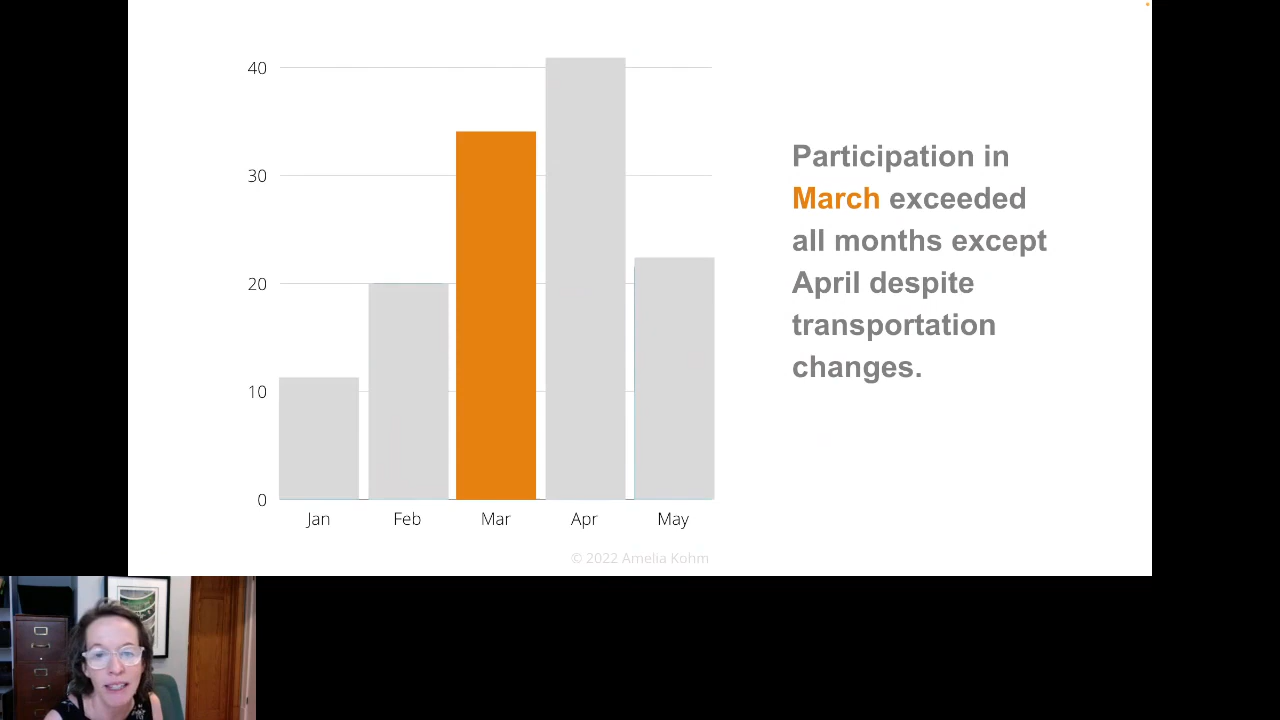 40
30
20
10
0
Jan Feb Mar Apr May
Participation in
March exceeded
all months except
April despite
transportation
changes.
© 2022 Amelia Kohm